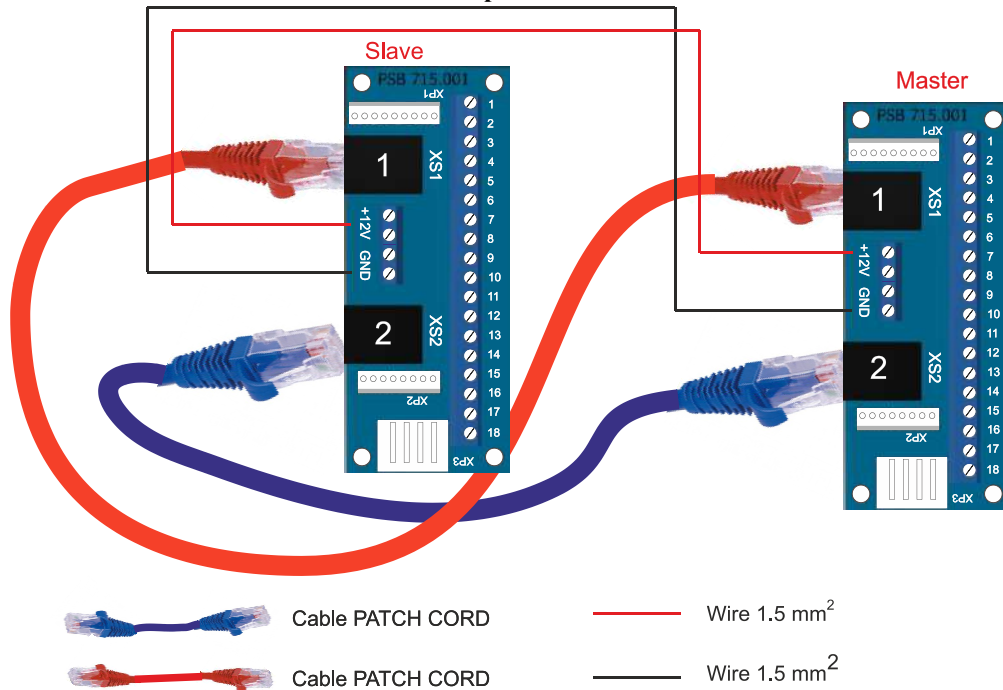 Slave
PSB 715.001
XP1
1
2
3
4
5
6
7
8
9
10
11
12
13
14
15
16
17
18
1
XS1
+12V
GND
2
XS2
XP2
XP3
Master
PSB 715.001
XP1
1
2
3
4
5
6
7
8
9
10
11
12
13
14
15
16
17
18
1
XS1
+12V
GND
2
XS2
XP2
XP3
Cable PATCH CORD
Wire 1.5 mm²
Cable PATCH CORD
Wire 1.5 mm²